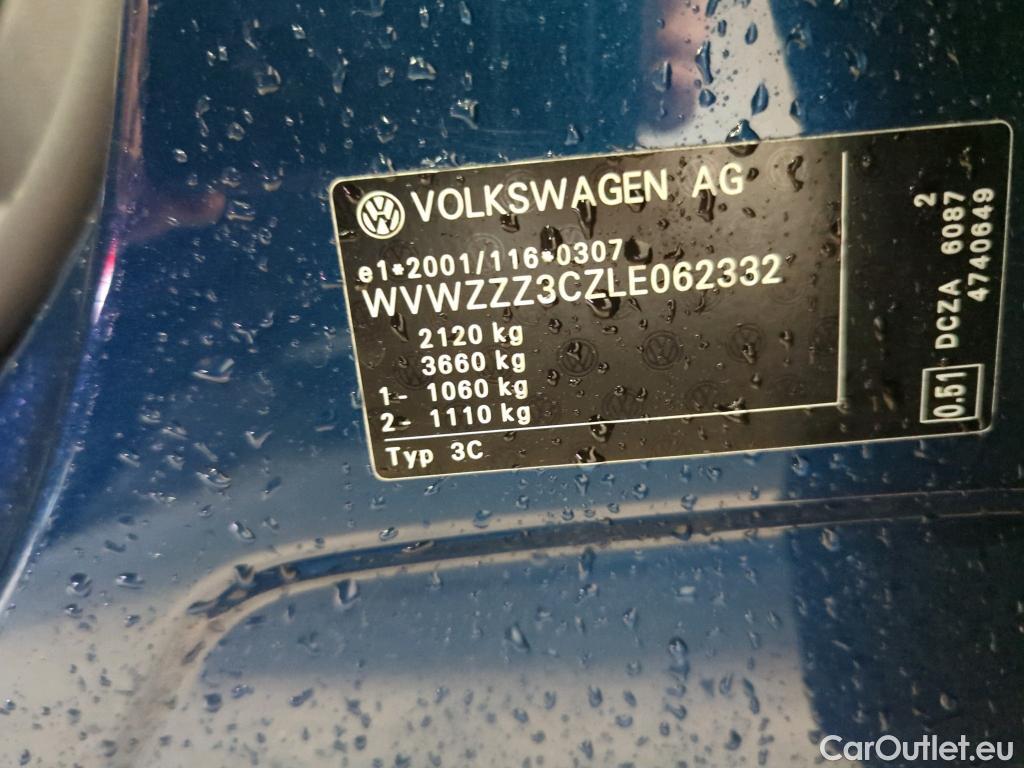 VOLKSWAGEN AG
e1*2001/116*0307
WVWZZZ3CZLE062332
2120 kg
3660 kg
1- 1060 kg
2- 1110 kg
Typ 3C
2
DCZA 6087
4740649
0.51
CarOutlet.eu